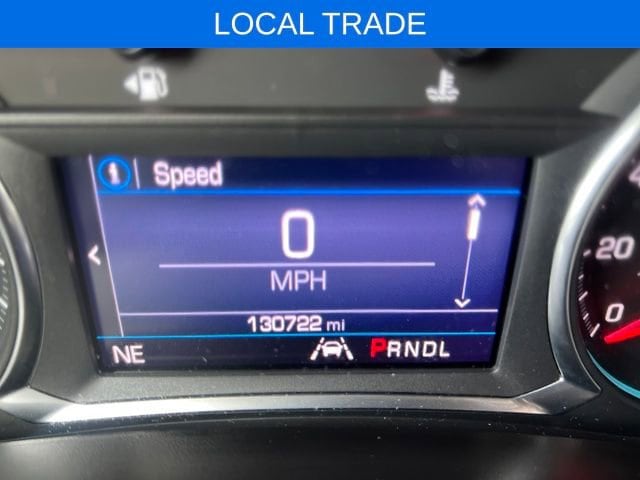 LOCAL TRADE
i Speed
0
MPH
130722 mi
NE PRNDL
20
0